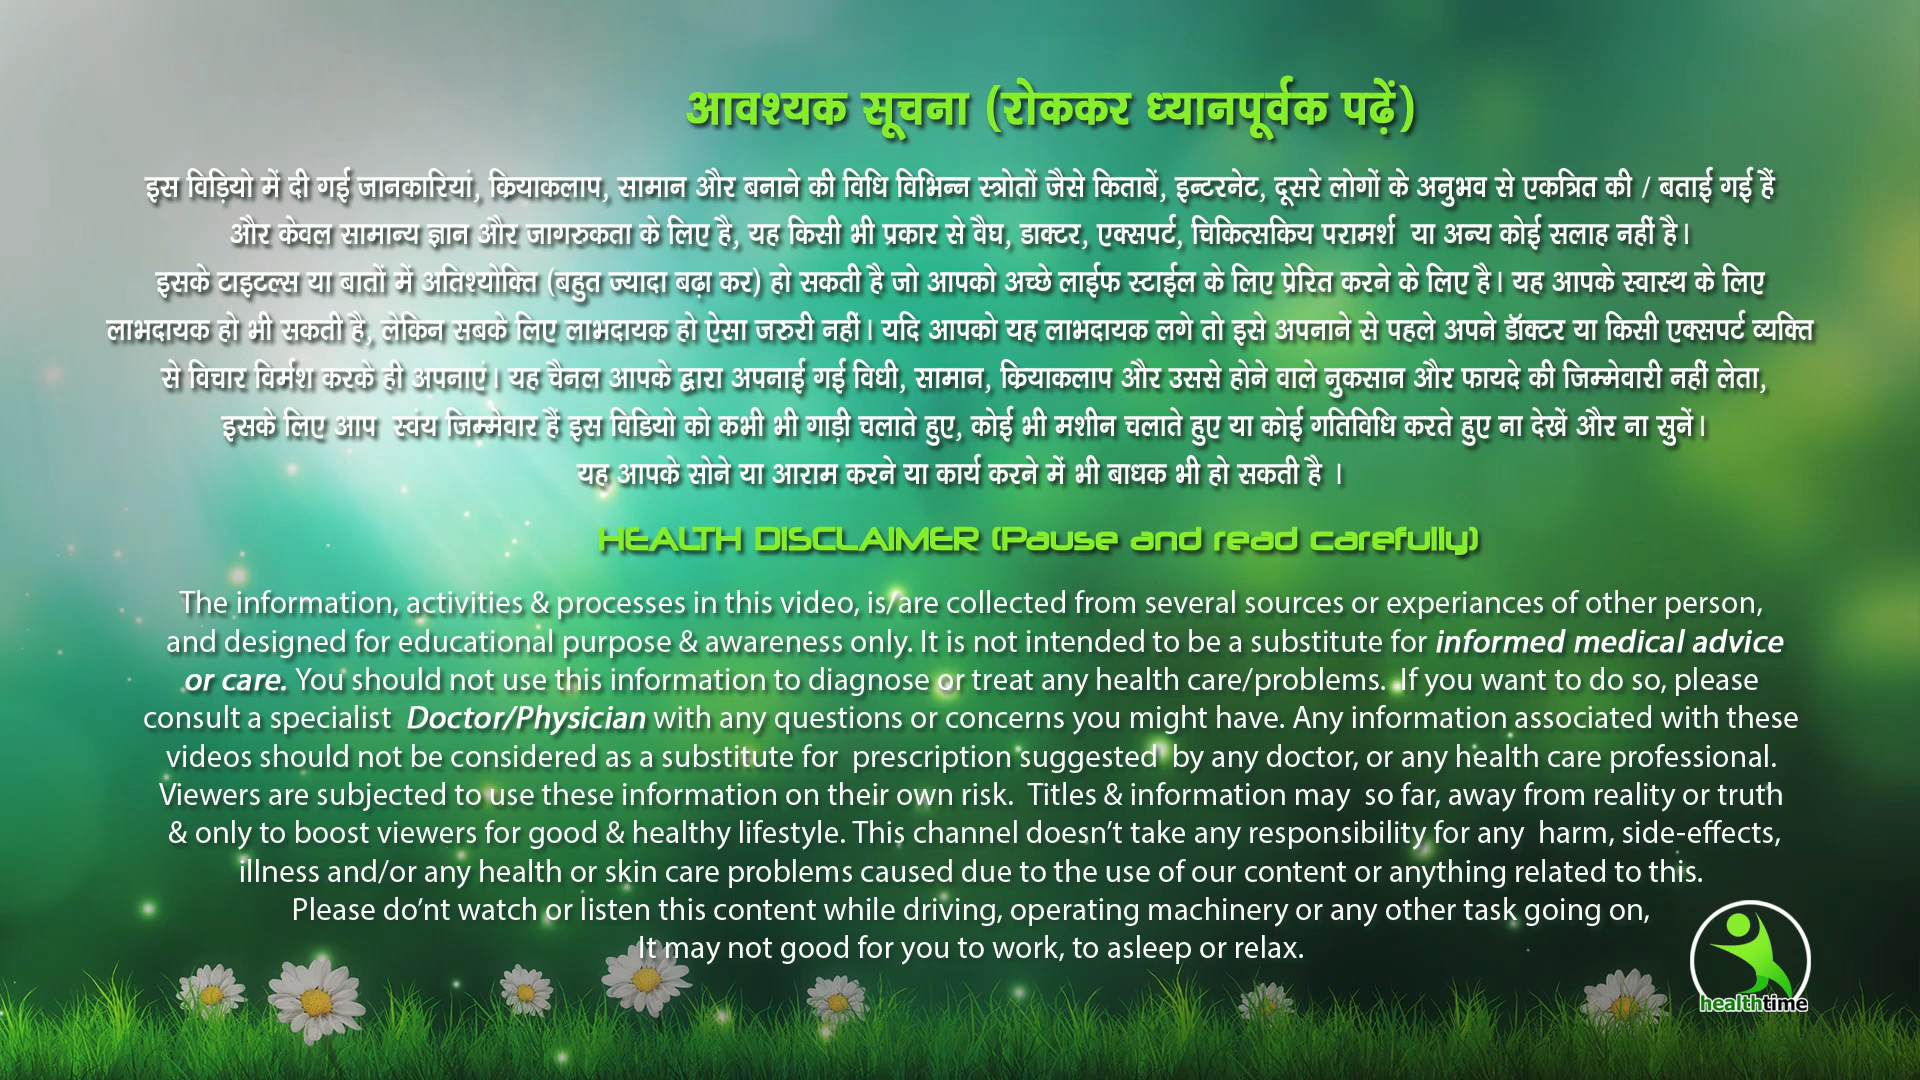 आवश्यक सूचना (रोककर ध्यानपूर्वक पढ़ें)
इस विड़ियो में दी गई जानकारियां, क्रियाकलाप, सामान और बनाने की विधि विभिन्न स्त्रोतों जैसे किताबें, इन्टरनेट, दूसरे लोगों के अनुभव से एकत्रित की / बताई गई हैं
और केवल सामान्य ज्ञान और जागरुकता के लिए है, यह किसी भी प्रकार से वैघ, डाक्टर, एक्सपर्ट, चिकित्सकिय परामर्श या अन्य कोई सलाह नहीं है।
इसके टाइटल्स या बातों में अतिश्योक्ति (बहुत ज्यादा बढ़ा कर) हो सकती है जो आपको अच्छे लाईफ स्टाईल के लिए प्रेरित करने के लिए है। यह आपके स्वास्थ के लिए
लाभदायक हो भी सकती है, लेकिन सबके लिए लाभदायक हो ऐसा जरुरी नहीं। यदि आपको यह लाभदायक लगे तो इसे अपनाने से पहले अपने डॉक्टर या किसी एक्सपर्ट व्यक्ति
से विचार विर्मश करके ही अपनाएं। यह चैनल आपके द्वारा अपनाई गई विधी, सामान, क्रियाकलाप और उससे होने वाले नुकसान और फायदे की जिम्मेवारी नहीं लेता,
इसके लिए आप स्वंय जिम्मेवार हैं इस विडियो को कभी भी गाड़ी चलाते हुए, कोई भी मशीन चलाते हुए या कोई गतिविधि करते हुए ना देखें और ना सुनें।
यह आपके सोने या आराम करने या कार्य करने में भी बाधक भी हो सकती है ।
HEALTH DISCLAIMER (Pause and read carefully)
The information, activities & processes in this video, is/are collected from several sources or experiances of other person,
and designed for educational purpose & awareness only. It is not intended to be a substitute for informed medical advice
or care. You should not use this information to diagnose or treat any health care/problems. If you want to do so, please
consult a specialist Doctor/Physician with any questions or concerns you might have. Any information associated with these
videos should not be considered as a substitute for prescription suggested by any doctor, or any health care professional.
Viewers are subjected to use these information on their own risk. Titles & information may so far, away from reality or truth
& only to boost viewers for good & healthy lifestyle. This channel doesn't take any responsibility for any harm, side-effects,
illness and/or any health or skin care problems caused due to the use of our content or anything related to this.
Please do'nt watch or listen this content while driving, operating machinery or any other task going on,
It may not good for you to work, to asleep or relax.
healthtime